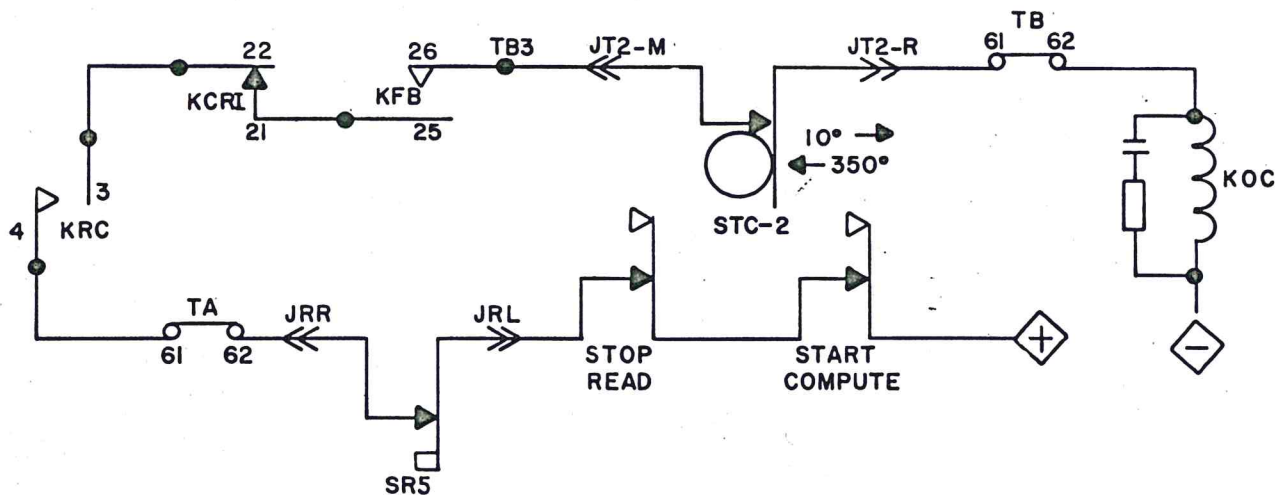 TB
61 62
22 26 TB3 JT2-M JT2-R
KCRI KFB
21 25
10°
350°
3
4 KRC
STC-2
KOC
TA JRR JRL
61 62
STOP
READ
START
COMPUTE
+
−
SR5